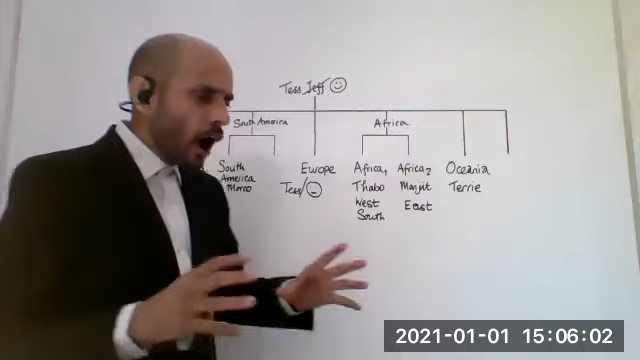 Tess Jeff
South America
Africa
South
America
Marco
Europe
Tess/
Africa1
Thabo
West
South
Africa2
Manjit
East
Oceania
Terrie
2021-01-01 15:06:02